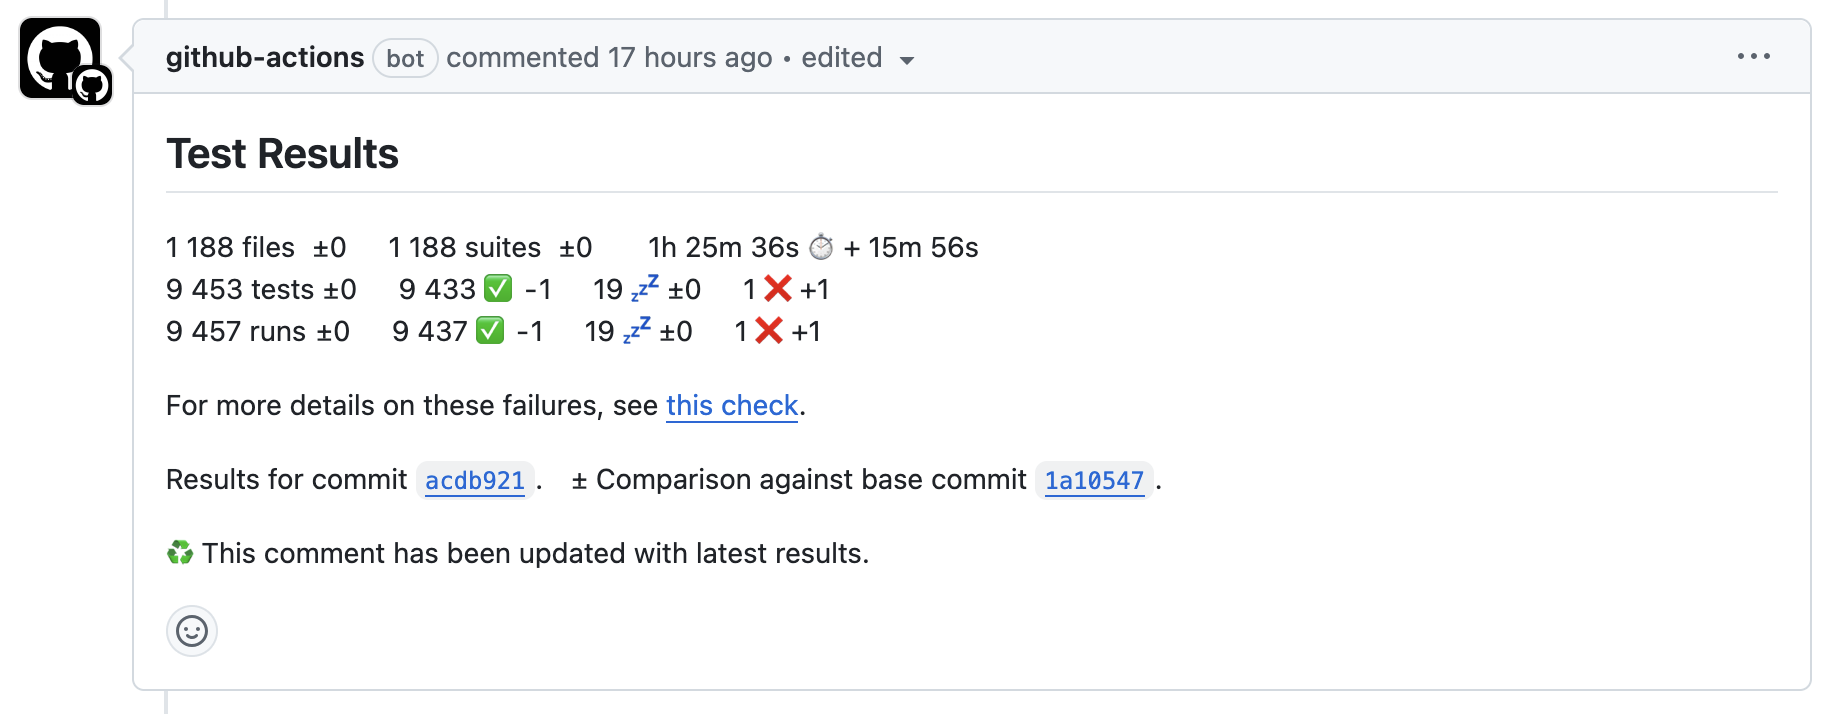 github-actions bot commented 17 hours ago • edited
Test Results
1 188 files ±0 1 188 suites ±0 1h 25m 36s ⏱️ + 15m 56s
9 453 tests ±0 9 433 ✅ -1 19 💤 ±0 1 ❌ +1
9 457 runs ±0 9 437 ✅ -1 19 💤 ±0 1 ❌ +1
For more details on these failures, see this check.
Results for commit acdb921. ± Comparison against base commit 1a10547.
♻️ This comment has been updated with latest results.